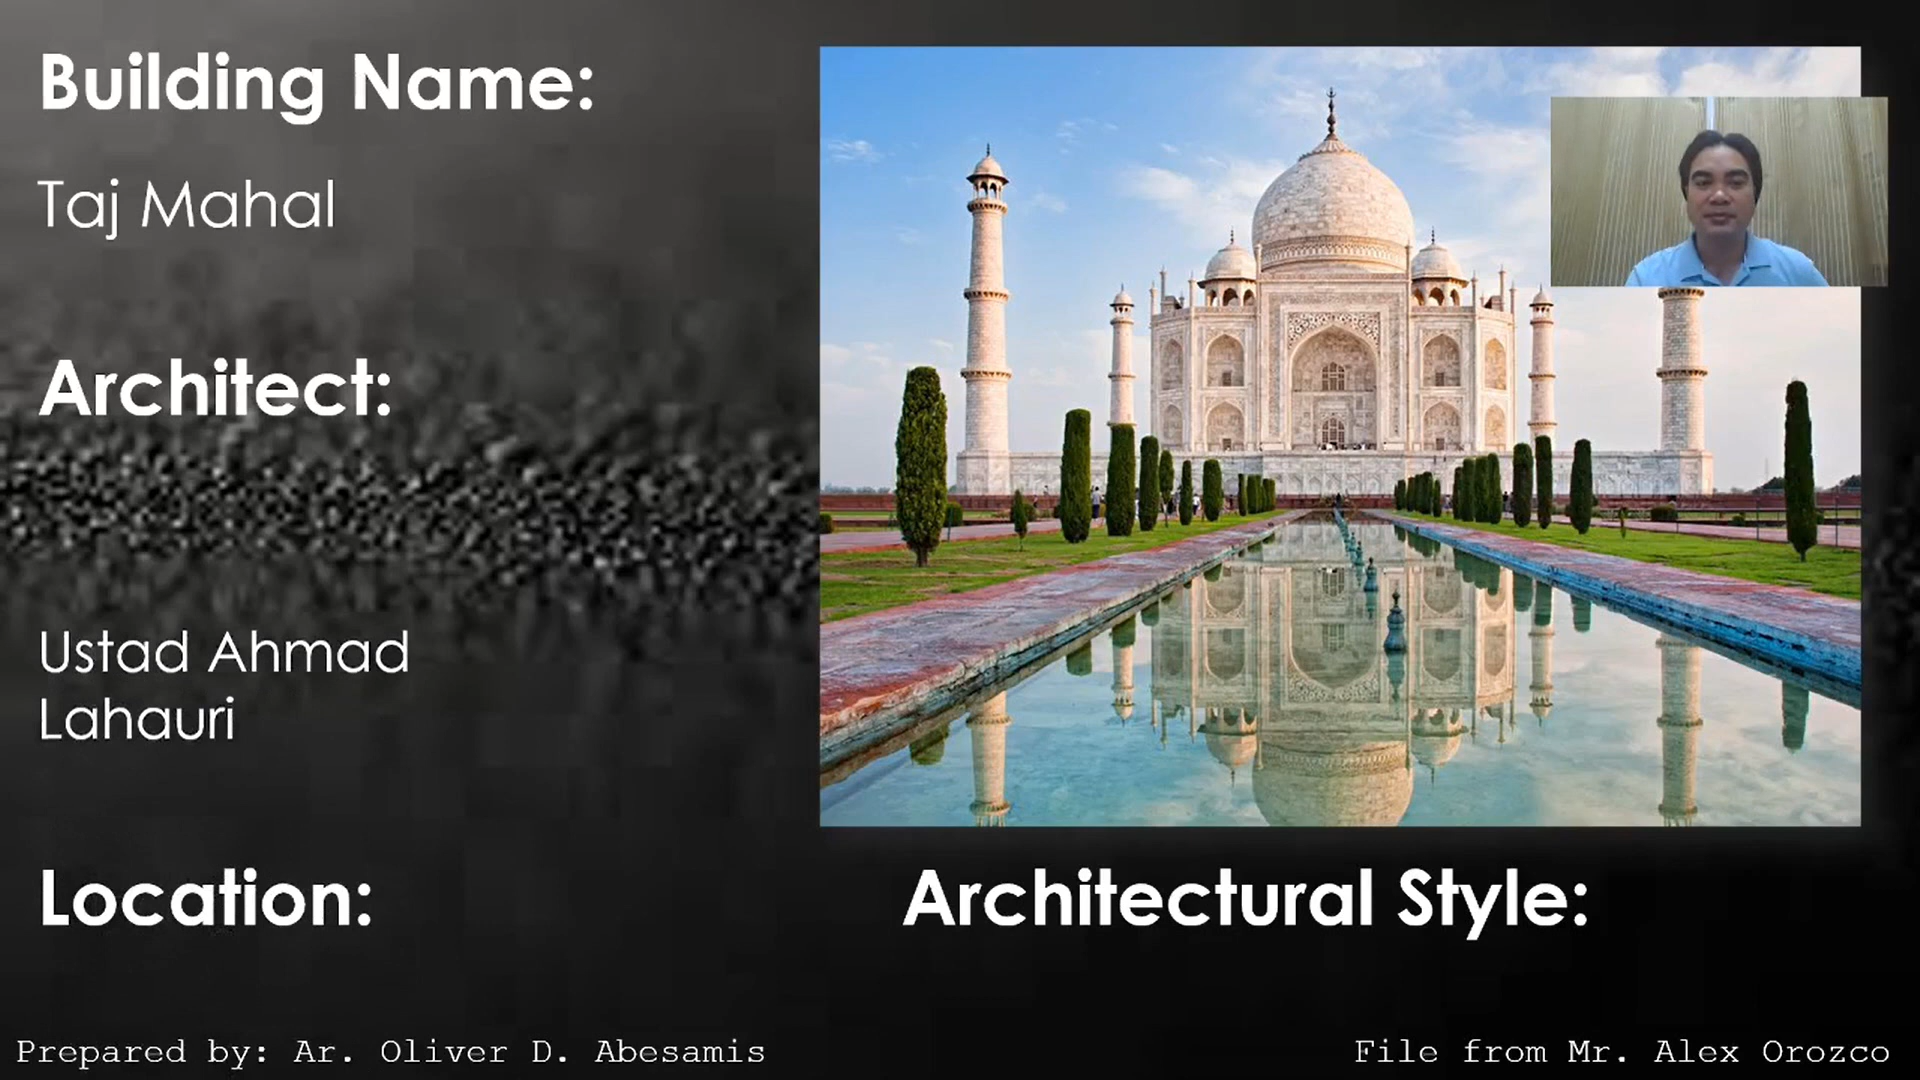 Building Name:
Taj Mahal
Architect:
Ustad Ahmad
Lahauri
Location:
Architectural Style:
Prepared by: Ar. Oliver D. Abesamis
File from Mr. Alex Orozco